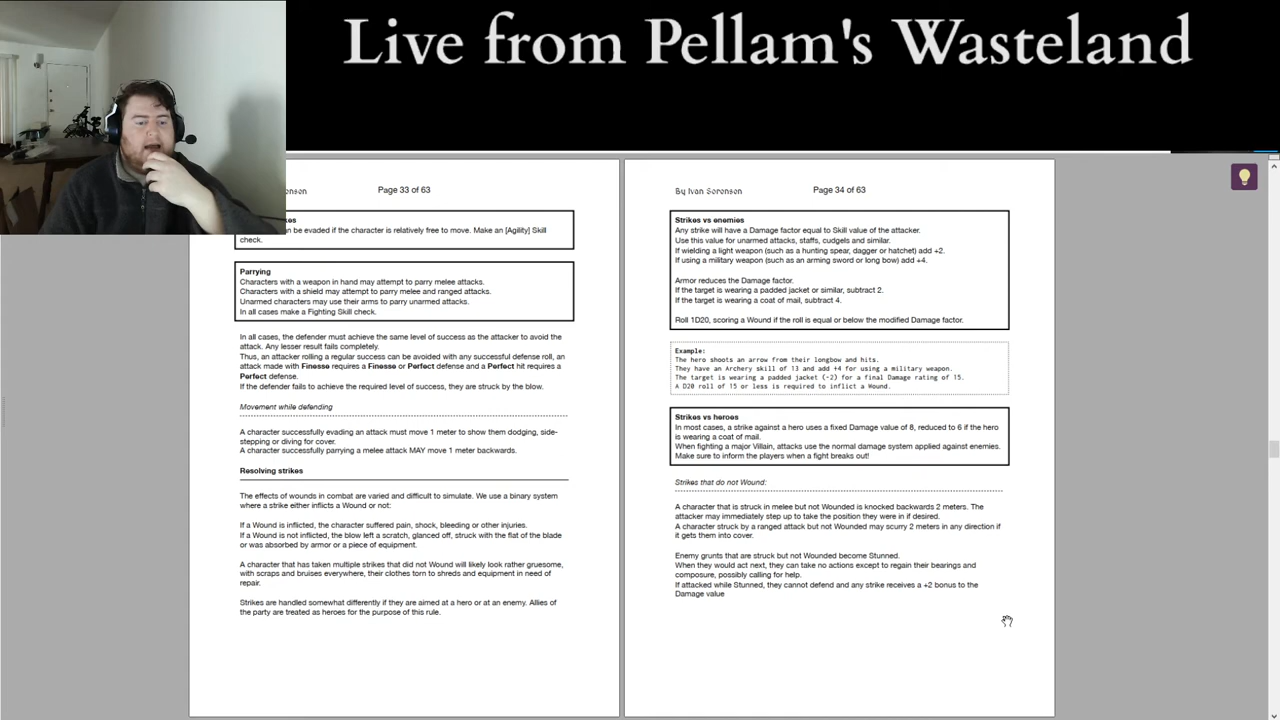 Live from Pellam's Wasteland
Page 33 of 63
be evaded if the character is relatively free to move. Make an [Agility] Skill
check.
Parrying
Characters with a weapon in hand may attempt to parry melee attacks.
Characters with a shield may attempt to parry melee and ranged attacks.
Unarmed characters may use their arms to parry unarmed attacks.
In all cases make a Fighting Skill check.
In all cases, the defender must achieve the same level of success as the attacker to avoid the
attack. Any lesser result fails completely.
Thus, an attacker rolling a regular success can be avoided with any successful defense roll, an
attack made with Finesse requires a Finesse or Perfect defense and a Perfect hit requires a
Perfect defense.
If the defender fails to achieve the required level of success, they are struck by the blow.
Movement while defending
A character successfully evading an attack must move 1 meter to show them dodging, side-
stepping or diving for cover.
A character successfully parrying a melee attack MAY move 1 meter backwards.
Resolving strikes
The effects of wounds in combat are varied and difficult to simulate. We use a binary system
where a strike either inflicts a Wound or not:
If a Wound is inflicted, the character suffered pain, shock, bleeding or other injuries.
If a Wound is not inflicted, the blow left a scratch, glanced off, struck with the flat of the blade
or was absorbed by armor or a piece of equipment.
A character that has taken multiple strikes that did not Wound will likely look rather gruesome,
with scraps and bruises everywhere, their clothes torn to shreds and equipment in need of
repair.
Strikes are handled somewhat differently if they are aimed at a hero or at an enemy. Allies of
the party are treated as heroes for the purpose of this rule.
By Ivan Sorensen
Page 34 of 63
Strikes vs enemies
Any strike will have a Damage factor equal to Skill value of the attacker.
Use this value for unarmed attacks, staffs, cudgels and similar.
If wielding a light weapon (such as a hunting spear, dagger or hatchet) add +2.
If using a military weapon (such as an arming sword or long bow) add +4.
Armor reduces the Damage factor.
If the target is wearing a padded jacket or similar, subtract 2.
If the target is wearing a coat of mail, subtract 4.
Roll 1D20, scoring a Wound if the roll is equal or below the modified Damage factor.
Example:
The hero shoots an arrow from their longbow and hits.
They have an Archery skill of 13 and add +4 for using a military weapon.
The target is wearing a padded jacket (-2) for a final Damage rating of 15.
A D20 roll of 15 or less is required to inflict a Wound.
Strikes vs heroes
In most cases, a strike against a hero uses a fixed Damage value of 8, reduced to 6 if the hero
is wearing a coat of mail.
When fighting a major Villain, attacks use the normal damage system applied against enemies.
Make sure to inform the players when a fight breaks out!
Strikes that do not Wound:
A character that is struck in melee but not Wounded is knocked backwards 2 meters. The
attacker may immediately step up to take the position they were in if desired.
A character struck by a ranged attack but not Wounded may scurry 2 meters in any direction if
it gets them into cover.
Enemy grunts that are struck but not Wounded become Stunned.
When they would act next, they can take no actions except to regain their bearings and
composure, possibly calling for help.
If attacked while Stunned, they cannot defend and any strike receives a +2 bonus to the
Damage value